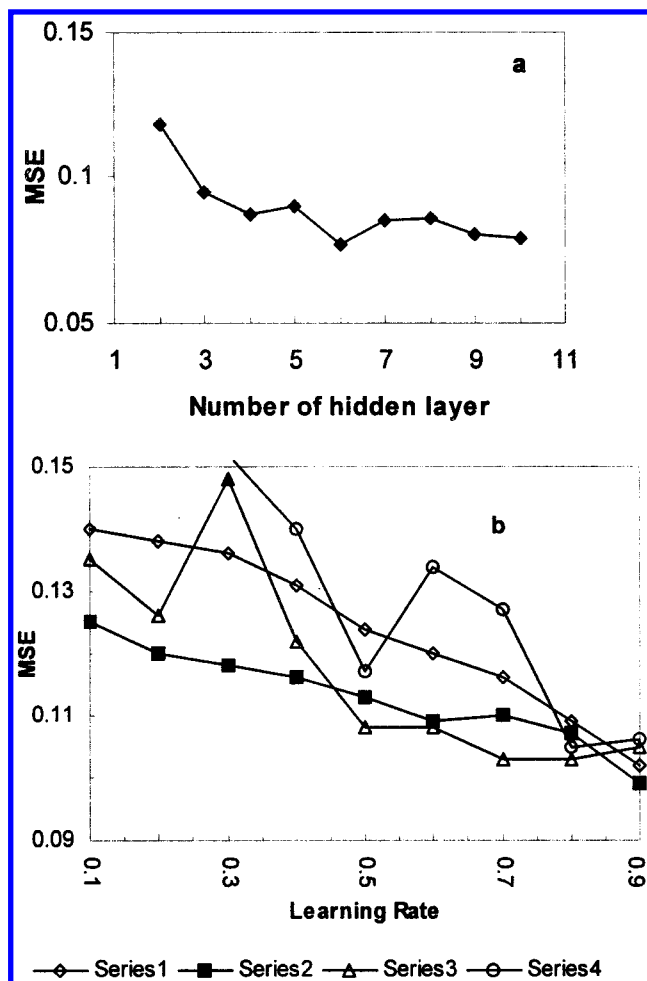 0.15
a
0.1
MSE
0.05
1 3 5 7 9 11
Number of hidden layer
0.15
b
0.13
MSE
0.11
0.09
0.1 0.3 0.5 0.7 0.9
Learning Rate
Series1 Series2 Series3 Series4